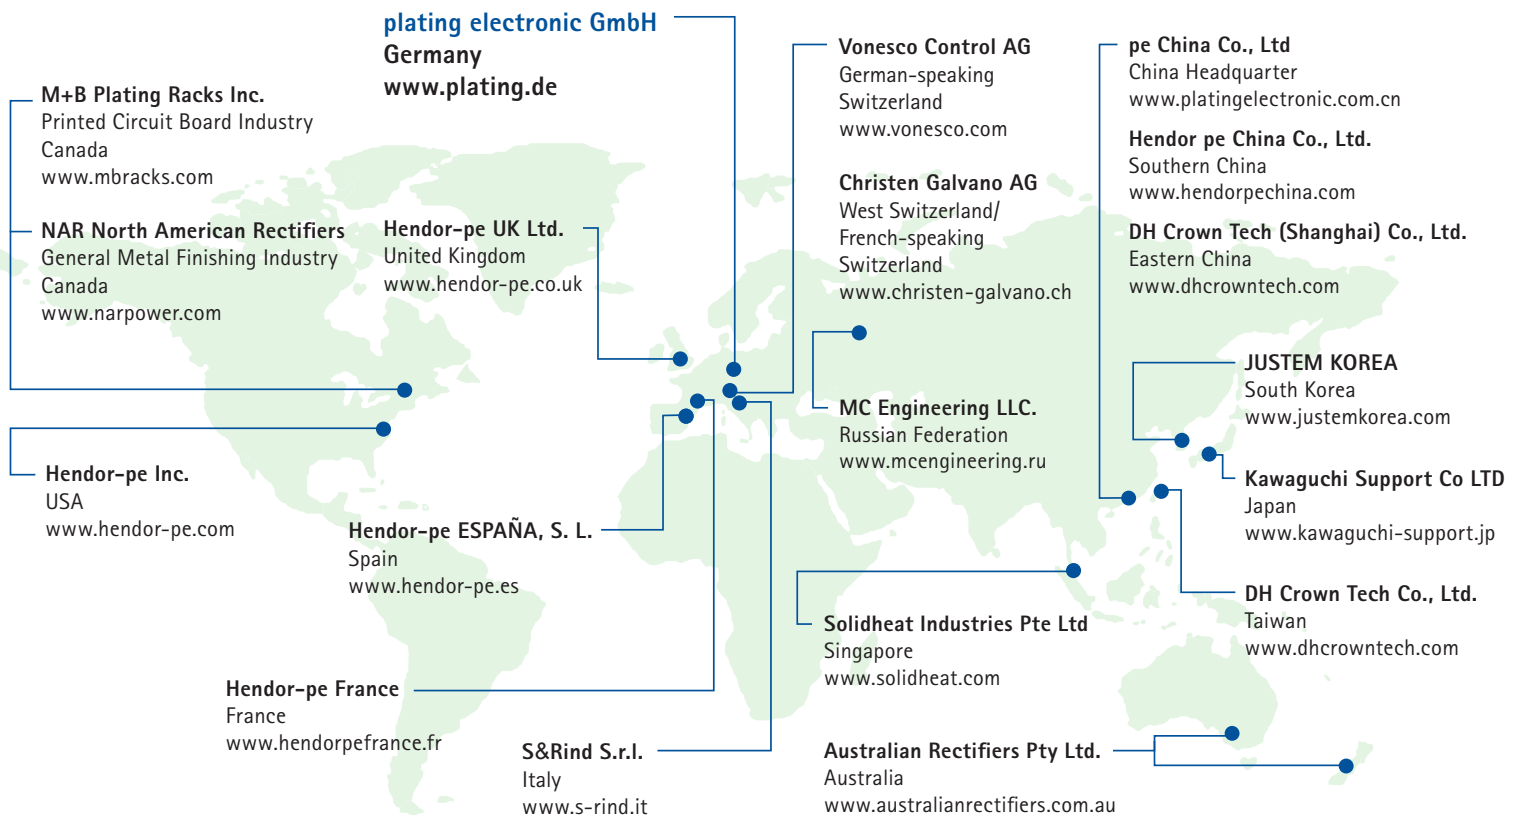 plating electronic GmbH
Germany
www.plating.de
M+B Plating Racks Inc.
Printed Circuit Board Industry
Canada
www.mbracks.com
NAR North American Rectifiers
General Metal Finishing Industry
Canada
www.narpower.com
Hendor-pe Inc.
USA
www.hendor-pe.com
Hendor-pe UK Ltd.
United Kingdom
www.hendor-pe.co.uk
Hendor-pe ESPAÑA, S. L.
Spain
www.hendor-pe.es
Hendor-pe France
France
www.hendorpefrance.fr
S&Rind S.r.l.
Italy
www.s-rind.it
Vonesco Control AG
German-speaking
Switzerland
www.vonesco.com
Christen Galvano AG
West Switzerland/
French-speaking
Switzerland
www.christen-galvano.ch
MC Engineering LLC.
Russian Federation
www.mcengineering.ru
Solidheat Industries Pte Ltd
Singapore
www.solidheat.com
Australian Rectifiers Pty Ltd.
Australia
www.australianrectifiers.com.au
pe China Co., Ltd
China Headquarter
www.platingelectronic.com.cn
Hendor pe China Co., Ltd.
Southern China
www.hendorpechina.com
DH Crown Tech (Shanghai) Co., Ltd.
Eastern China
www.dhcrowntech.com
JUSTEM KOREA
South Korea
www.justemkorea.com
Kawaguchi Support Co LTD
Japan
www.kawaguchi-support.jp
DH Crown Tech Co., Ltd.
Taiwan
www.dhcrowntech.com